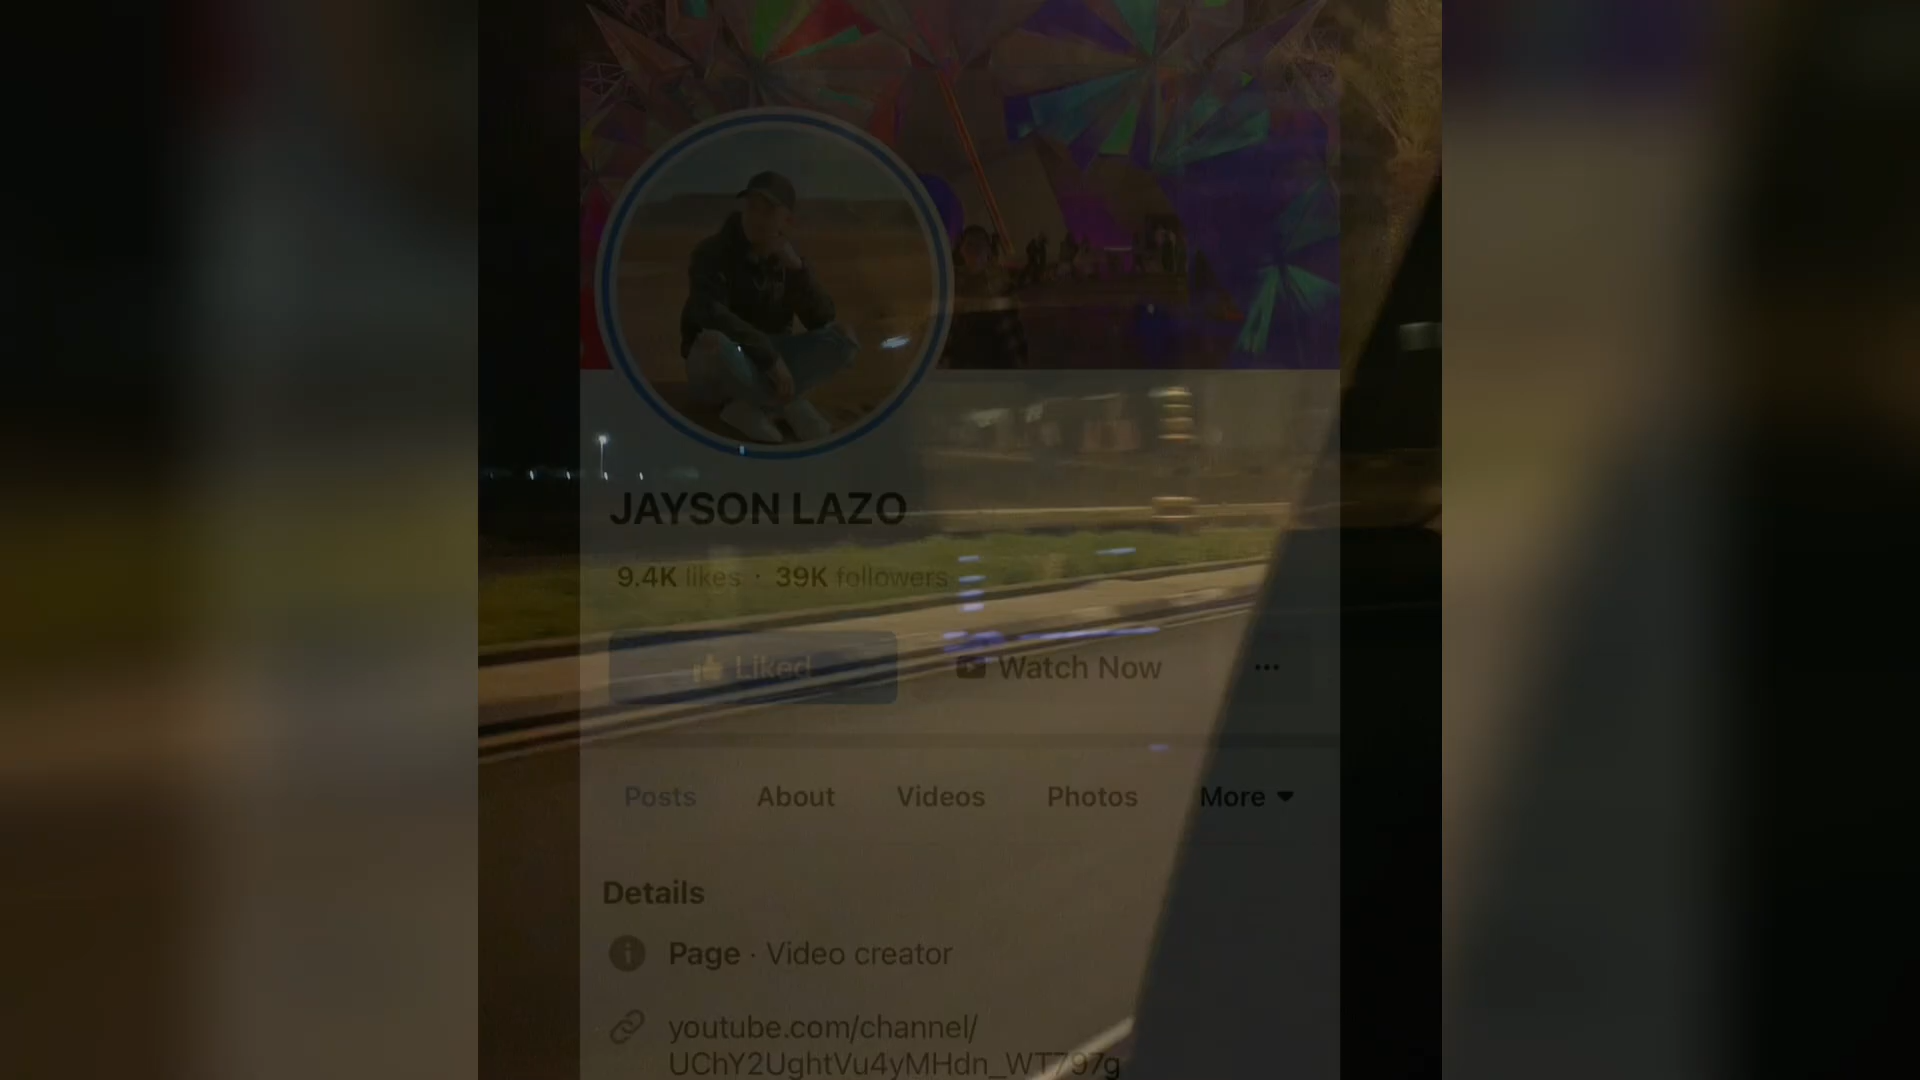 JAYSON LAZO
9.4K likes · 39K followers
Liked
Watch Now
Posts About Videos Photos More
Details
Page · Video creator
youtube.com/channel/
UChY2UghtVu4yMHdn_WT797g